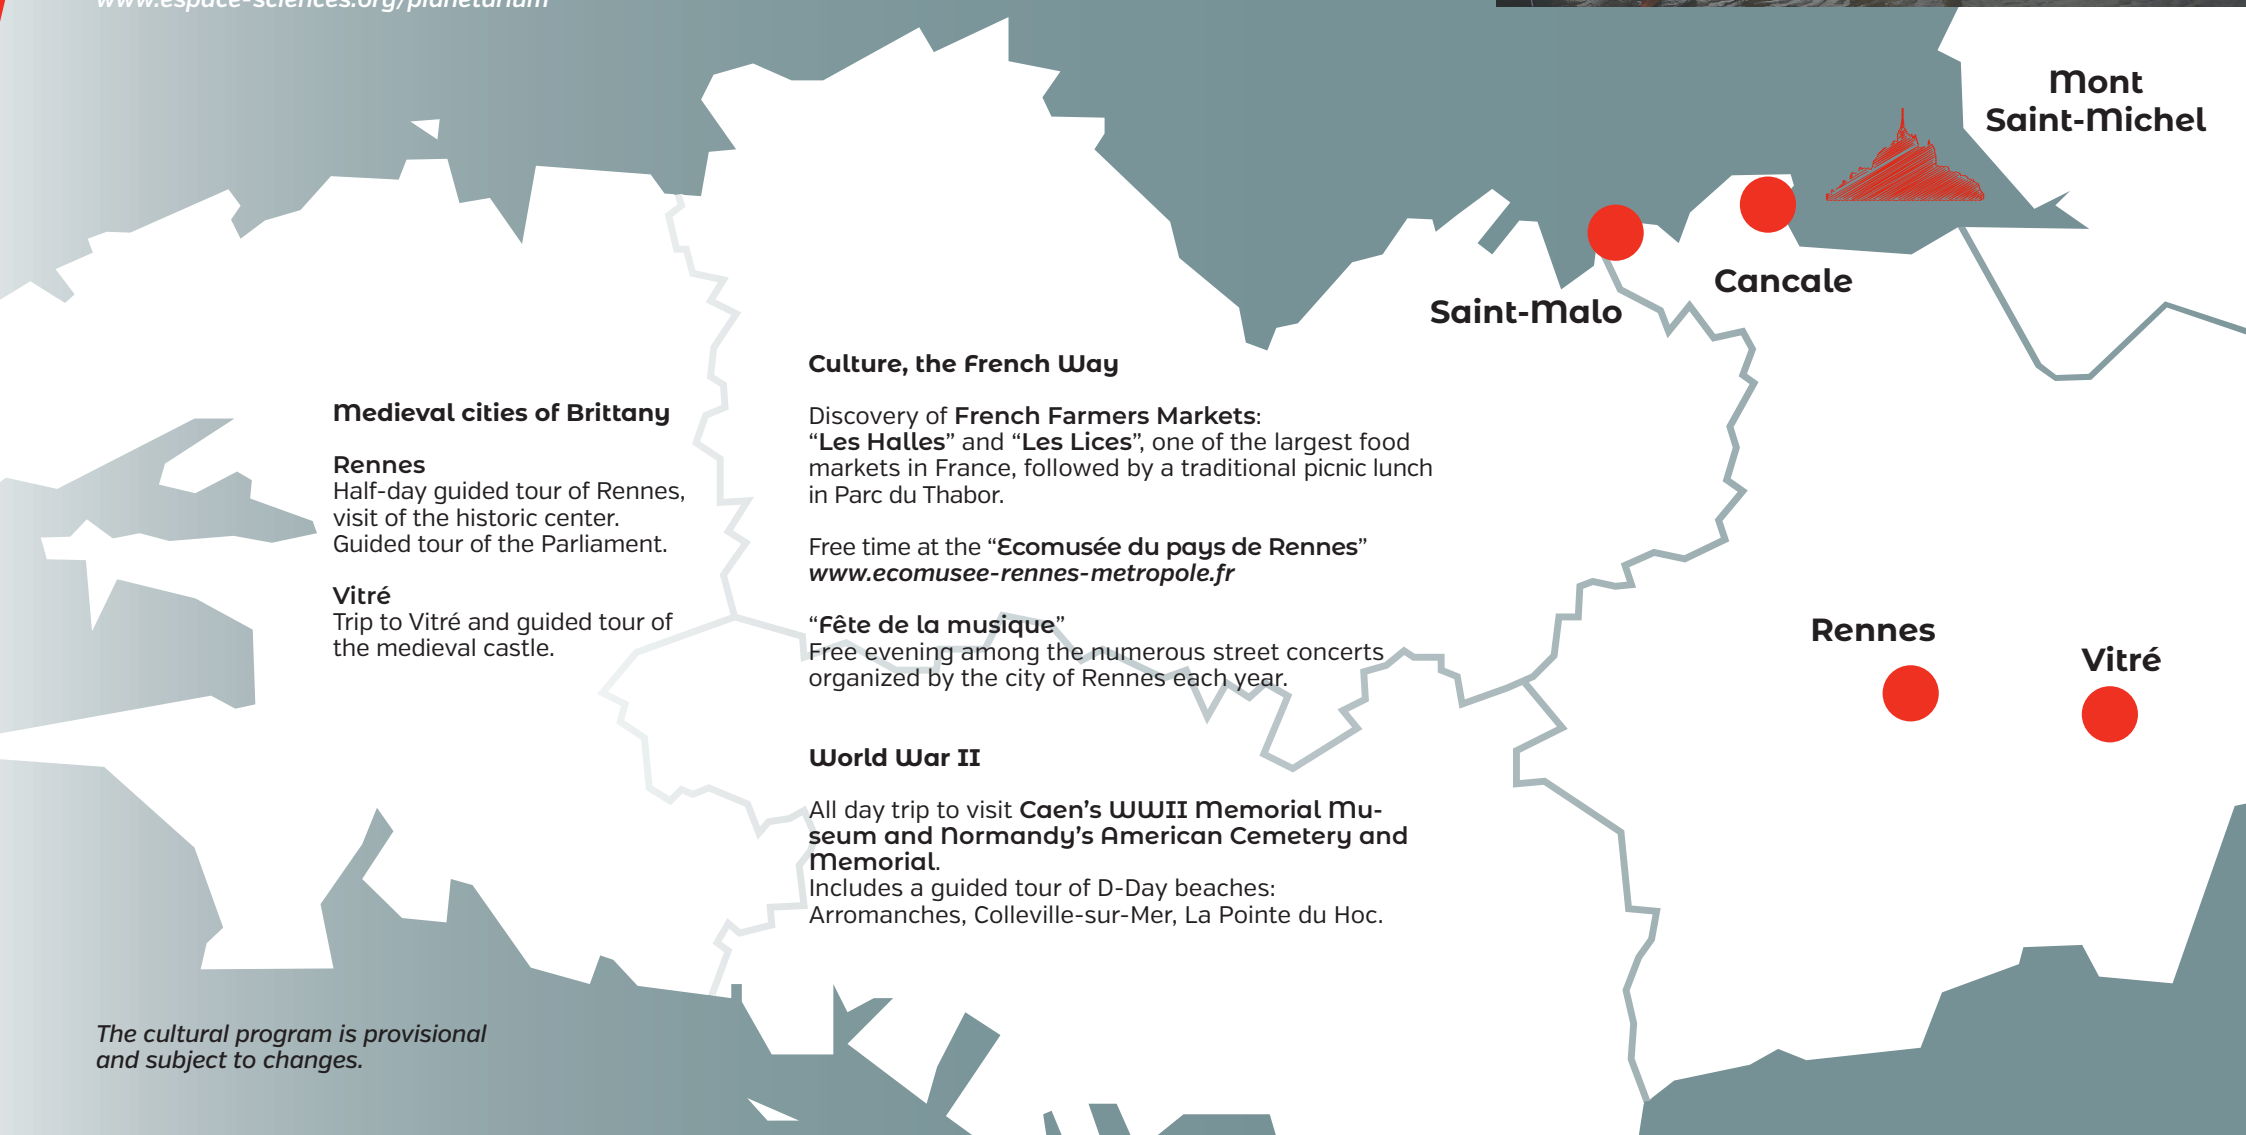 www.espace-sciences.org/planetarium
Mont
Saint-Michel
Cancale
Saint-Malo
Rennes
Vitré
Medieval cities of Brittany
Rennes
Half-day guided tour of Rennes,
visit of the historic center.
Guided tour of the Parliament.
Vitré
Trip to Vitré and guided tour of
the medieval castle.
Culture, the French Way
Discovery of French Farmers Markets:
“Les Halles” and “Les Lices”, one of the largest food
markets in France, followed by a traditional picnic lunch
in Parc du Thabor.
Free time at the “Ecomusée du pays de Rennes”
www.ecomusee-rennes-metropole.fr
“Fête de la musique”
Free evening among the numerous street concerts
organized by the city of Rennes each year.
World War II
All day trip to visit Caen’s WWII Memorial Mu-
seum and Normandy’s American Cemetery and
Memorial.
Includes a guided tour of D-Day beaches:
Arromanches, Colleville-sur-Mer, La Pointe du Hoc.
The cultural program is provisional
and subject to changes.